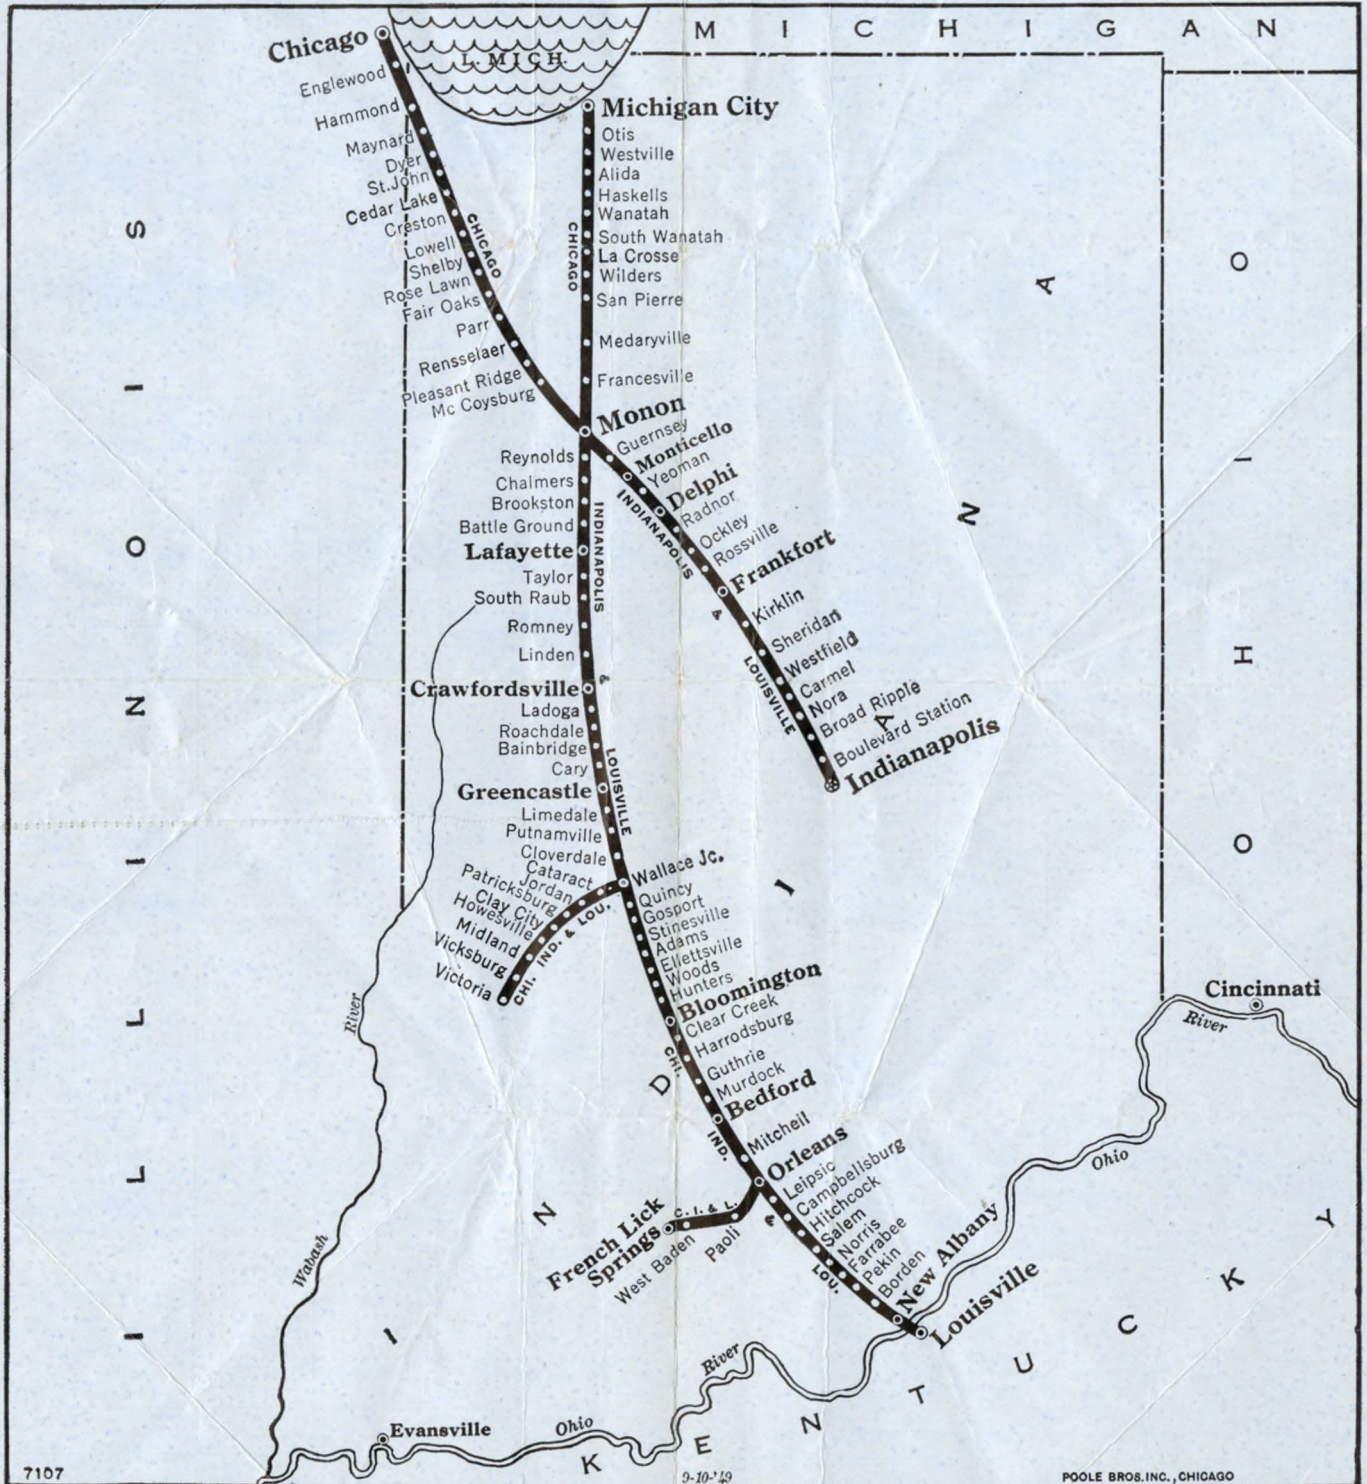 MICHIGAN
L. MICH.
Chicago
Englewood
Hammond
Maynard
Dyer
St. John
Cedar Lake
Creston
Lowell
Shelby
Rose Lawn
Fair Oaks
Parr
Rensselaer
Pleasant Ridge
Mc Coysburg
CHICAGO
Michigan City
Otis
Westville
Alida
Haskells
Wanatah
South Wanatah
La Crosse
Wilders
San Pierre
Medaryville
Francesville
CHICAGO
Monon
Guernsey
Monticello
Yeoman
Delphi
Radnor
Ockley
Rossville
Frankfort
Kirklin
Sheridan
Westfield
Carmel
Nora
Broad Ripple
Boulevard Station
Indianapolis
INDIANAPOLIS
&
LOUISVILLE
Reynolds
Chalmers
Brookston
Battle Ground
Lafayette
Taylor
South Raub
Romney
Linden
Crawfordsville
Ladoga
Roachdale
Bainbridge
Cary
Greencastle
Limedale
Putnamville
Cloverdale
INDIANAPOLIS
&
LOUISVILLE
Wallace Jc.
Cataract
Jordan
Patricksburg
Clay City
Howesville
Midland
Vicksburg
Victoria
CHI. IND. & LOU.
Quincy
Gosport
Stinesville
Adams
Ellettsville
Woods
Hunters
Bloomington
Clear Creek
Harrodsburg
Guthrie
Murdock
Bedford
Mitchell
Orleans
Leipsic
Campbellsburg
Hitchcock
Salem
Norris
Farrabee
Pekin
Borden
New Albany
Louisville
CHI.
IND.
&
LOU.
C. I. & L.
Paoli
West Baden
French Lick
Springs
ILLINOIS
INDIANA
OHIO
KENTUCKY
Cincinnati
River
Ohio
River
Wabash
River
Ohio
Evansville
7107
9-10-'49
POOLE BROS. INC., CHICAGO